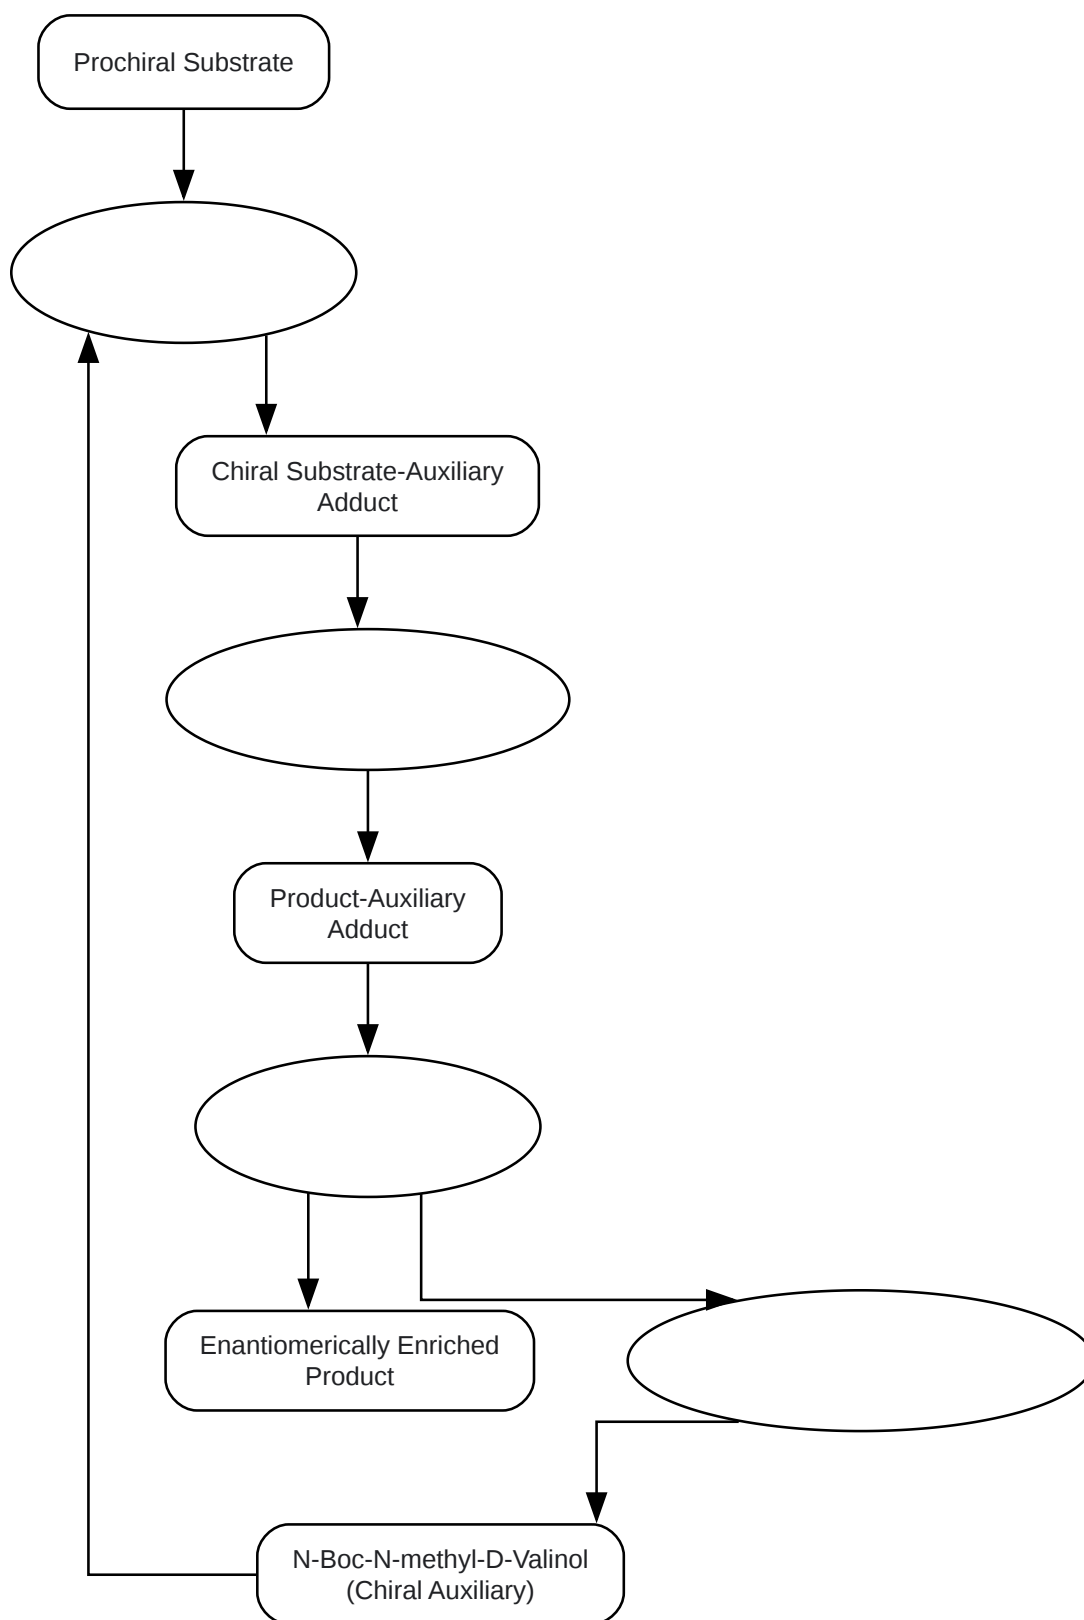 Prochiral Substrate
Chiral Substrate-Auxiliary
Adduct
Product-Auxiliary
Adduct
Enantiomerically Enriched
Product
N-Boc-N-methyl-D-Valinol
(Chiral Auxiliary)